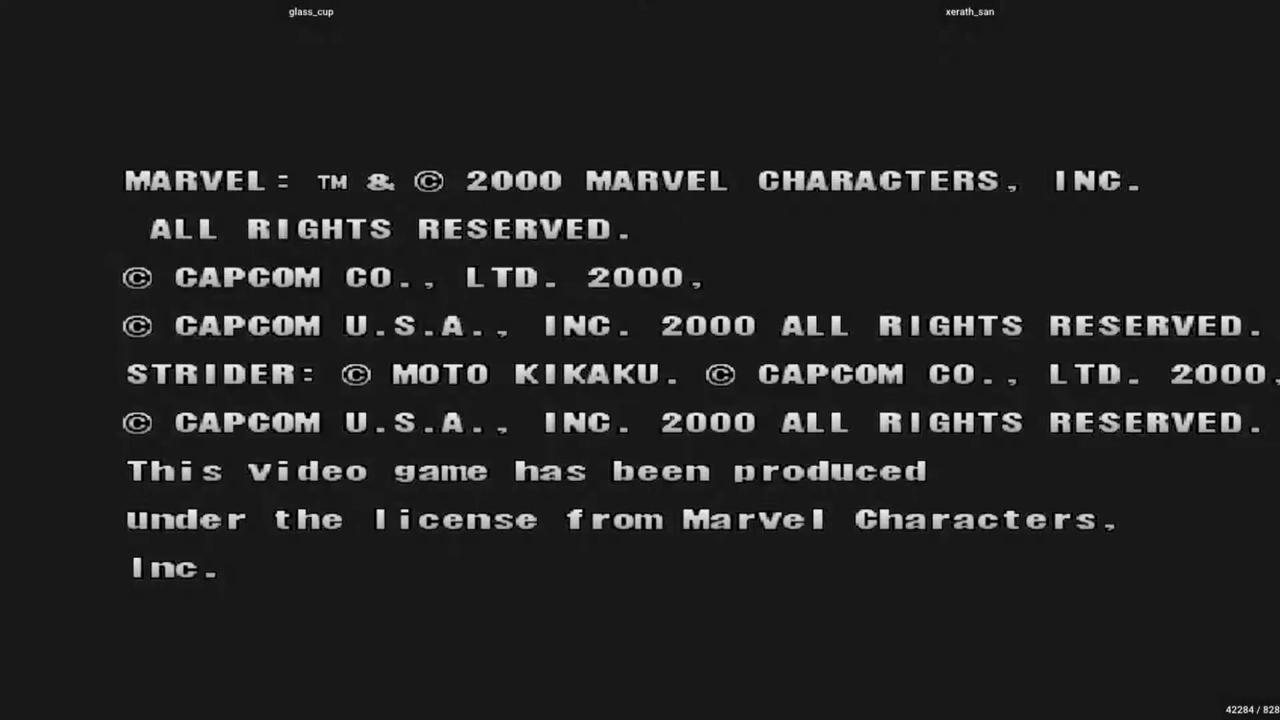 glass_cup xerath_san
MARVEL: ™ & © 2000 MARVEL CHARACTERS, INC.
ALL RIGHTS RESERVED.
© CAPCOM CO., LTD. 2000,
© CAPCOM U.S.A., INC. 2000 ALL RIGHTS RESERVED.
STRIDER: © MOTO KIKAKU. © CAPCOM CO., LTD. 2000,
© CAPCOM U.S.A., INC. 2000 ALL RIGHTS RESERVED.
This video game has been produced
under the license from Marvel Characters,
Inc.
42284 / 828